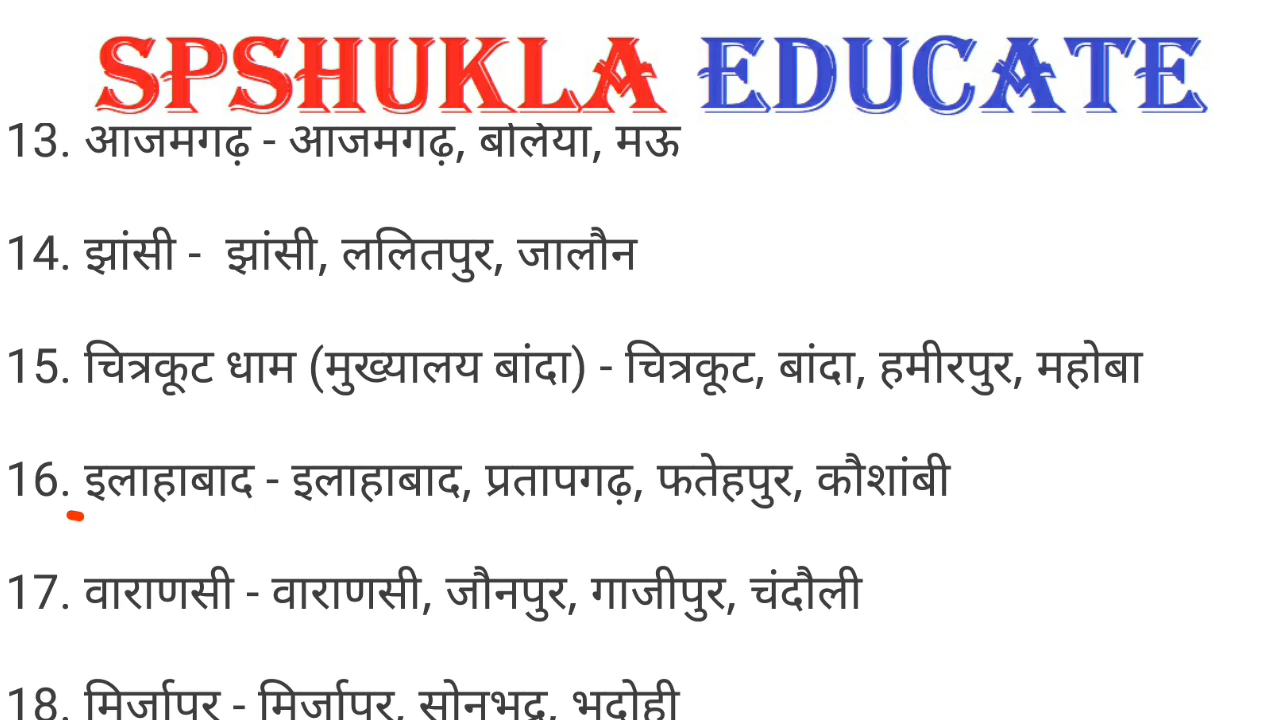 SPSHUKLA EDUCATE
13. आजमगढ़ - आजमगढ़, बलिया, मऊ
14. झांसी - झांसी, ललितपुर, जालौन
15. चित्रकूट धाम (मुख्यालय बांदा) - चित्रकूट, बांदा, हमीरपुर, महोबा
16. इलाहाबाद - इलाहाबाद, प्रतापगढ़, फतेहपुर, कौशांबी
17. वाराणसी - वाराणसी, जौनपुर, गाजीपुर, चंदौली
18. मिर्जापुर - मिर्जापुर, सोनभद्र, भदोही